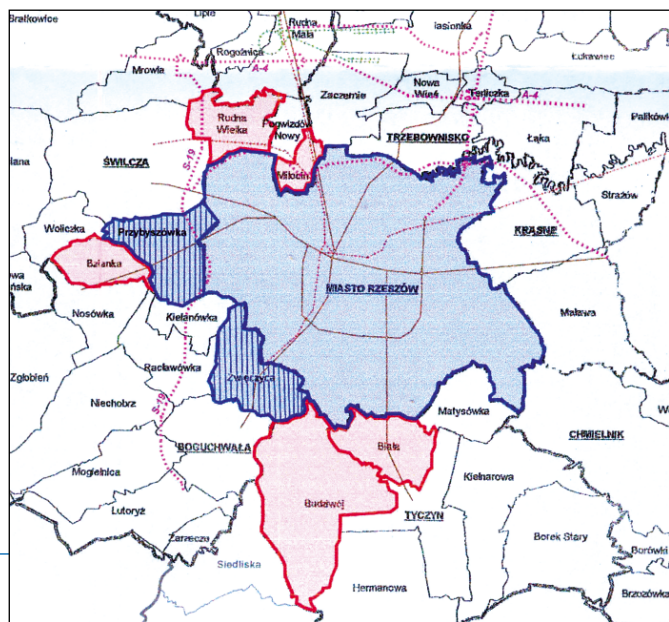 Bratkowice
Lipie
Rudna
Mała
Jasionka
Rogoźnica
Łukawiec
Mrowla
A-4
Zaczernie
Nowa
Wieś
Terliczka
A-4
Rudna
Wielka
Pogwizdów
Nowy
Palikówka
TRZEBOWNISKO
Łąka
Miłocin
ŚWILCZA
S-19
Strażów
Woliczka
Przybyszówka
KRASNE
Bzianka
MIASTO RZESZÓW
Nosówka
Kielanówka
Malawa
Racławówka
Zgłobień
Zwięczyca
S-19
Niechobrz
Matysówka
BOGUCHWAŁA
Biała
CHMIELNIK
Mogielnica
Kielnarowa
Budziwój
Lutoryż
TYCZYN
Zarzecze
Borek Stary
Borówki
Siedliska
Hermanowa
Brzozówka